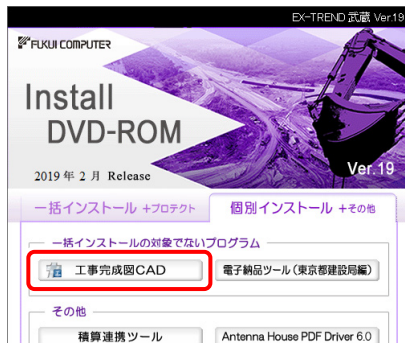 EX-TREND 武蔵 Ver.19
FUKUI COMPUTER
Install
DVD-ROM
2019 年 2 月 Release
Ver.19
一括インストール +プロテクト
個別インストール +その他
一括インストールの対象でないプログラム
工事完成図CAD
電子納品ツール(東京都建設局編)
その他
積算連携ツール
Antenna House PDF Driver 6.0